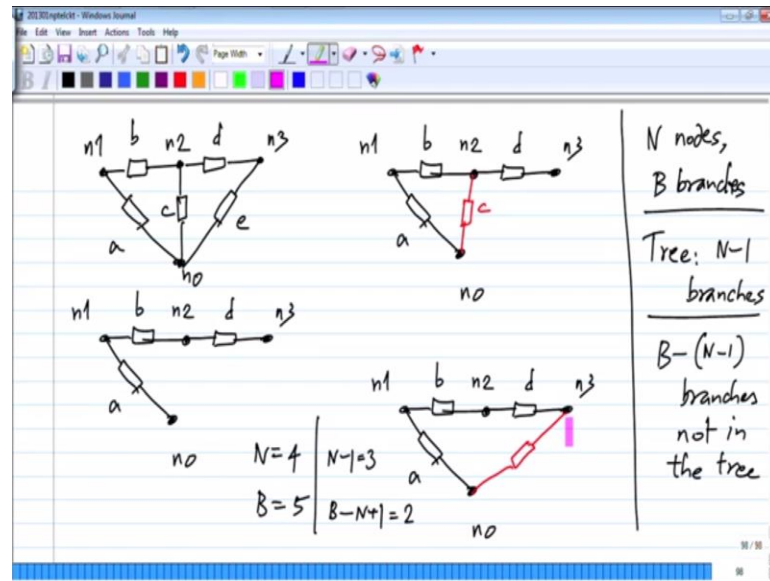 201301nptelckt - Windows Journal
File Edit View Insert Actions Tools Help
Page Width
B I
n1 b n2 d n3
a c e
n0
n1 b n2 d n3
a c
n0
n1 b n2 d n3
a
n0
n1 b n2 d n3
a
n0
N=4
B=5
N-1=3
B-N+1=2
N nodes,
B branches
Tree: N-1
branches
B-(N-1)
branches
not in
the tree
98 / 98
98